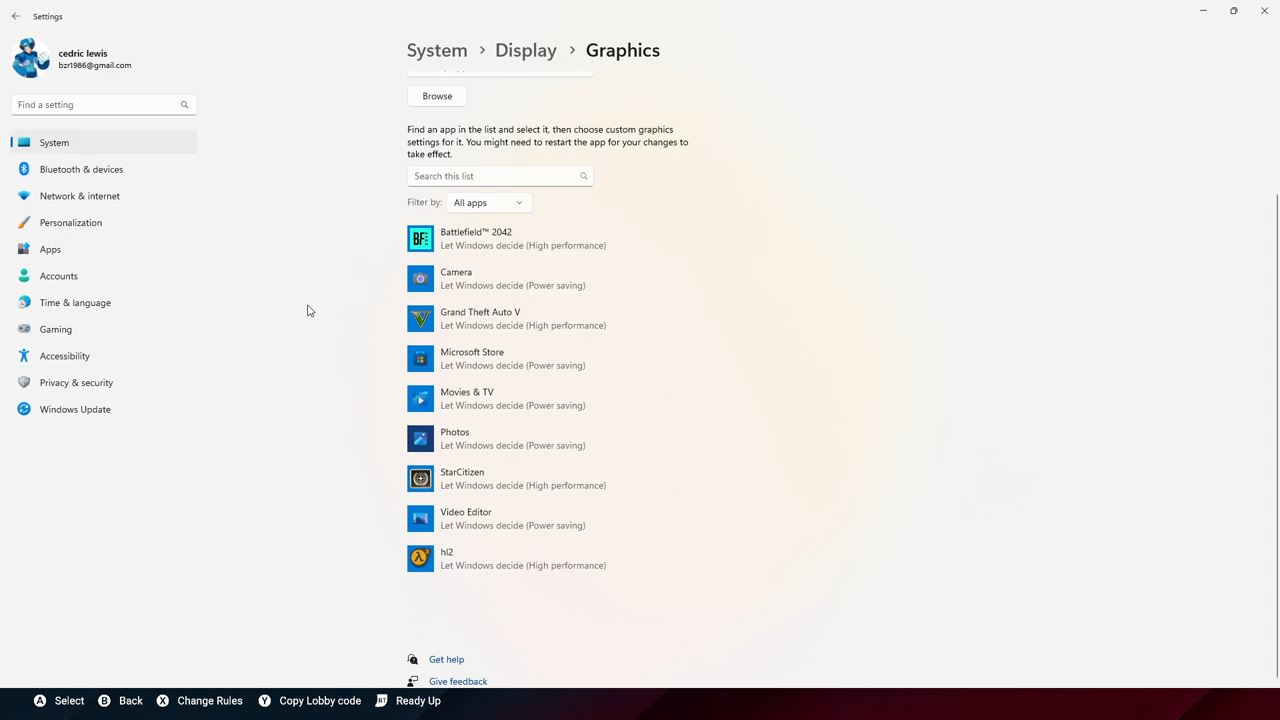 Settings
cedric lewis
bzr1986@gmail.com
Find a setting
System
Bluetooth & devices
Network & internet
Personalization
Apps
Accounts
Time & language
Gaming
Accessibility
Privacy & security
Windows Update
System > Display > Graphics
Browse
Find an app in the list and select it, then choose custom graphics
settings for it. You might need to restart the app for your changes to
take effect.
Search this list
Filter by: All apps
BF
Battlefield™ 2042
Let Windows decide (High performance)
Camera
Let Windows decide (Power saving)
Grand Theft Auto V
Let Windows decide (High performance)
Microsoft Store
Let Windows decide (Power saving)
Movies & TV
Let Windows decide (Power saving)
Photos
Let Windows decide (Power saving)
StarCitizen
Let Windows decide (High performance)
Video Editor
Let Windows decide (Power saving)
hl2
Let Windows decide (High performance)
Get help
Give feedback
A Select B Back X Change Rules Y Copy Lobby code RT Ready Up